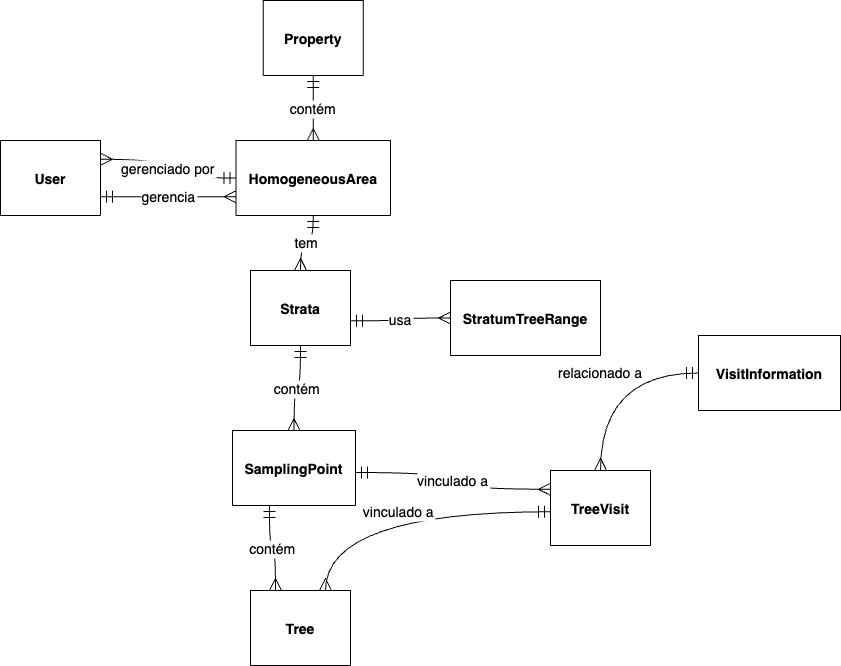 Property
contém
User
gerenciado por
HomogeneousArea
gerencia
tem
Strata
usa
StratumTreeRange
relacionado a
VisitInformation
contém
SamplingPoint
vinculado a
TreeVisit
vinculado a
contém
Tree